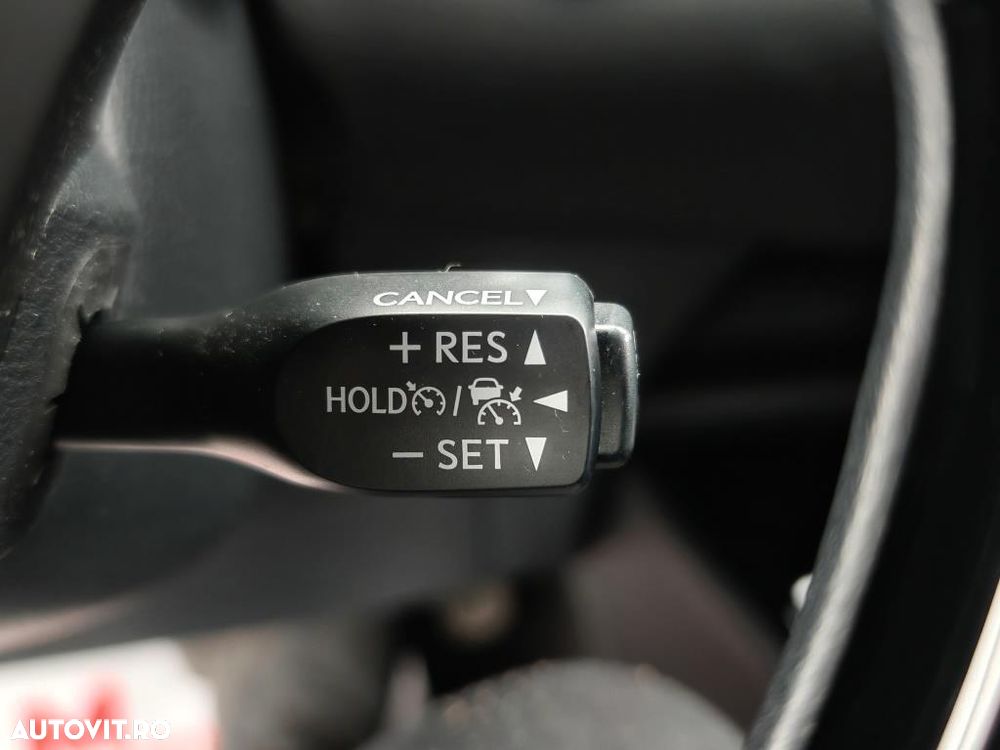 CANCEL▼
+ RES ▲
HOLD / ◀
− SET ▼
AUTOVIT.RO